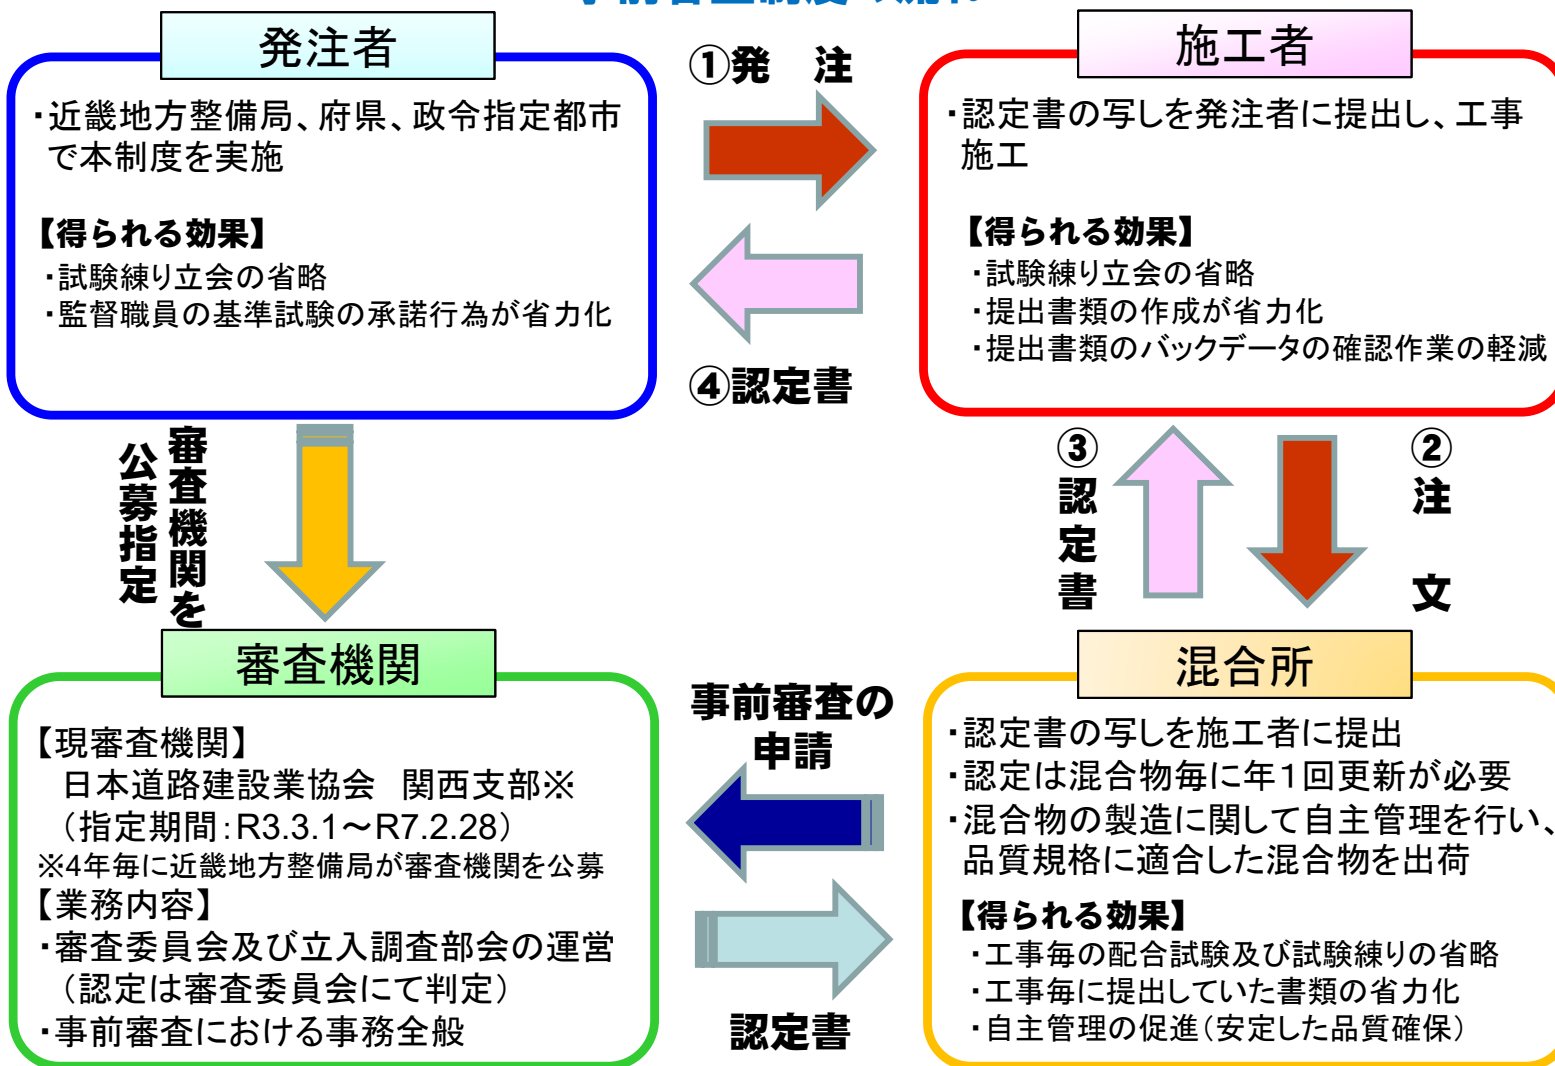 発注者
・近畿地方整備局、府県、政令指定都市
で本制度を実施
【得られる効果】
・試験練り立会の省略
・監督職員の基準試験の承諾行為が省力化
①発 注
④認定書
施工者
・認定書の写しを発注者に提出し、工事
施工
【得られる効果】
・試験練り立会の省略
・提出書類の作成が省力化
・提出書類のバックデータの確認作業の軽減
審査機関を
公募指定
③認定書
②注 文
審査機関
【現審査機関】
日本道路建設業協会 関西支部※
（指定期間：R3.3.1～R7.2.28）
※4年毎に近畿地方整備局が審査機関を公募
【業務内容】
・審査委員会及び立入調査部会の運営
（認定は審査委員会にて判定）
・事前審査における事務全般
事前審査の
申請
認定書
混合所
・認定書の写しを施工者に提出
・認定は混合物毎に年1回更新が必要
・混合物の製造に関して自主管理を行い、
品質規格に適合した混合物を出荷
【得られる効果】
・工事毎の配合試験及び試験練りの省略
・工事毎に提出していた書類の省力化
・自主管理の促進（安定した品質確保）